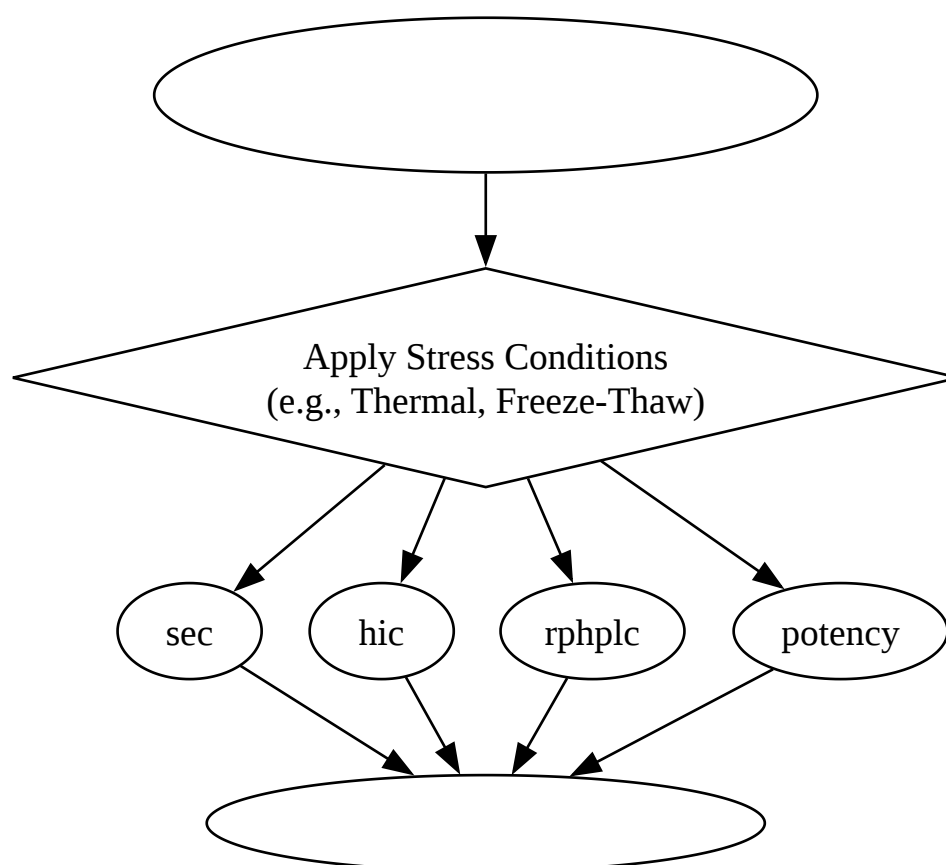 Apply Stress Conditions
(e.g., Thermal, Freeze-Thaw)
sec
hic
rphplc
potency